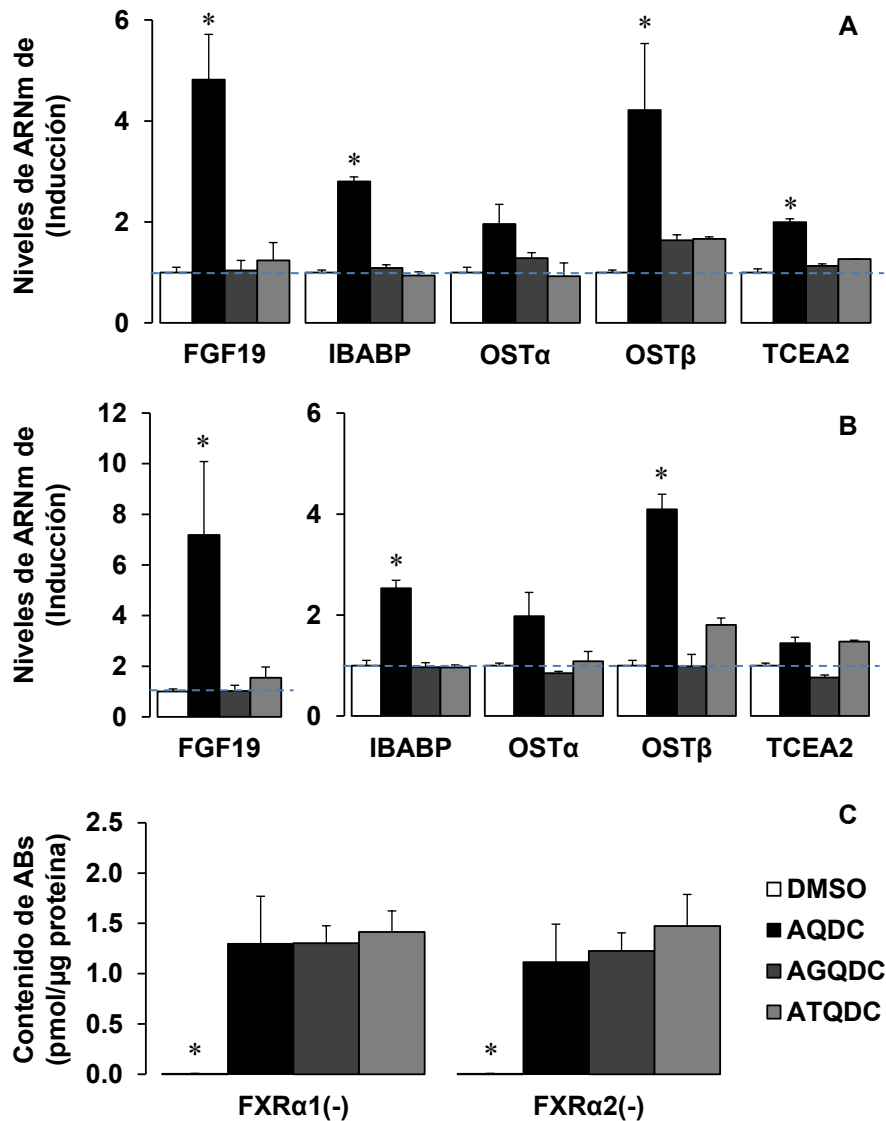 A
Niveles de ARNm de
(Inducción)
6
4
2
0
* * * *
FGF19 IBABP OSTα OSTβ TCEA2
B
Niveles de ARNm de
(Inducción)
12
10
8
6
4
2
0
*
FGF19
6
4
2
0
* *
IBABP OSTα OSTβ TCEA2
C
Contenido de ABs
(pmol/µg proteína)
2.5
2.0
1.5
1.0
0.5
0.0
* *
FXRα1(-) FXRα2(-)
DMSO
AQDC
AGQDC
ATQDC